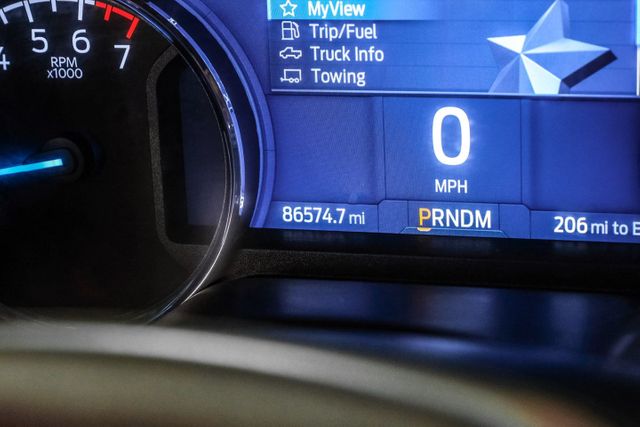 MyView
Trip/Fuel
Truck Info
Towing
4 5 6 7
RPM
x1000
0
MPH
86574.7 mi
PRNDM
206 mi to E